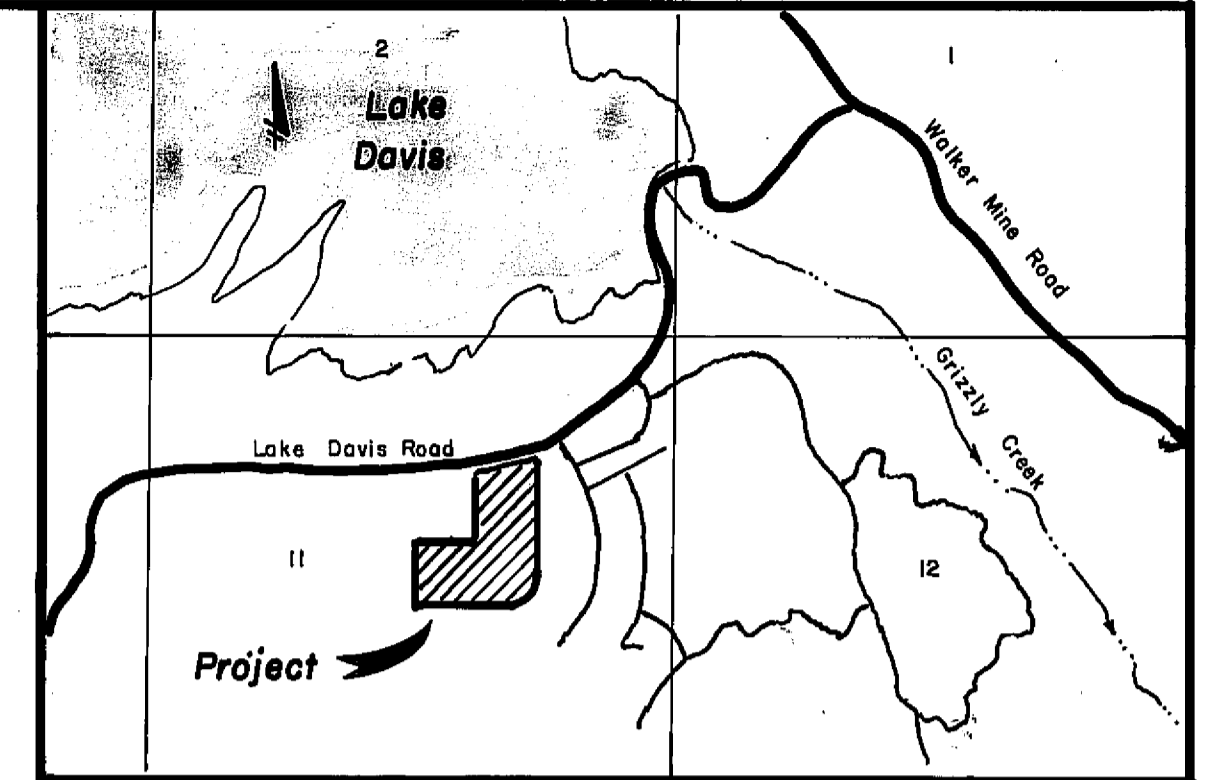 2
1
Lake
Davis
Walker Mine Road
Grizzly Creek
Lake Davis Road
11
12
Project